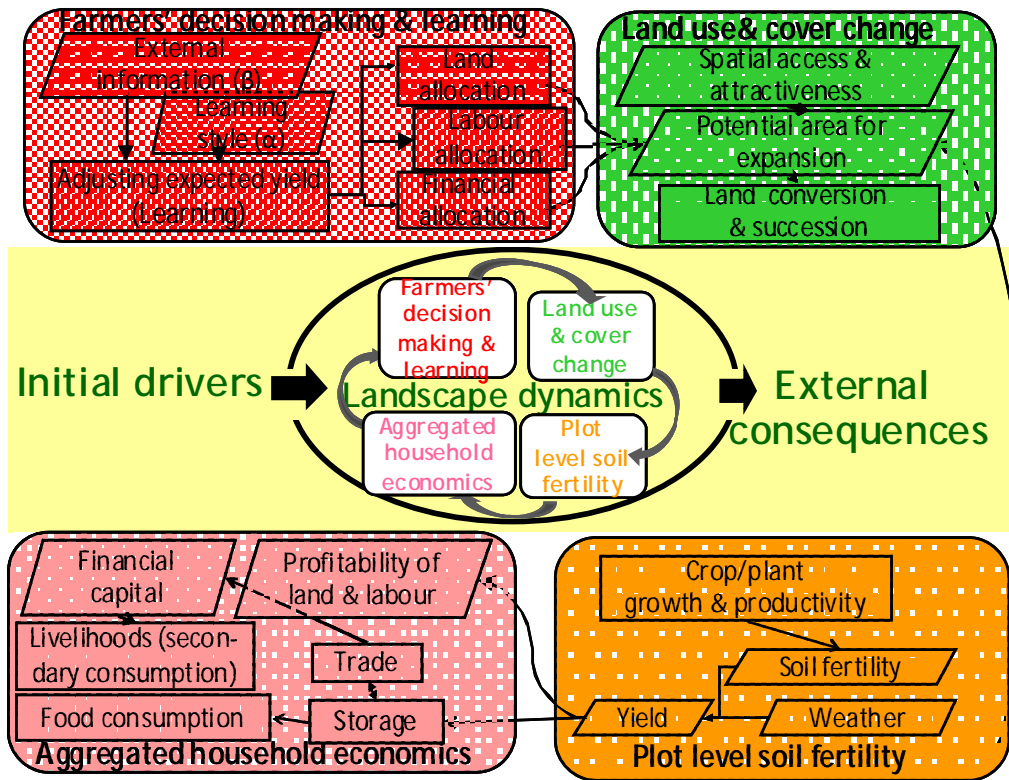 Farmers' decision making & learning
External
information (β)
Learning
style (α)
Adjusting expected yield
(Learning)
Land
allocation
Labour
allocation
Financial
allocation
Land use& cover change
Spatial access &
attractiveness
Potential area for
expansion
Land conversion
& succession
Initial drivers
Farmers'
decision
making &
learning
Land use
& cover
change
Landscape dynamics
Aggregated
household
economics
Plot
level soil
fertility
External
consequences
Financial
capital
Profitability of
land & labour
Livelihoods (secon-
dary consumption)
Trade
Food consumption
Storage
Aggregated household economics
Crop/plant
growth & productivity
Soil fertility
Yield
Weather
Plot level soil fertility